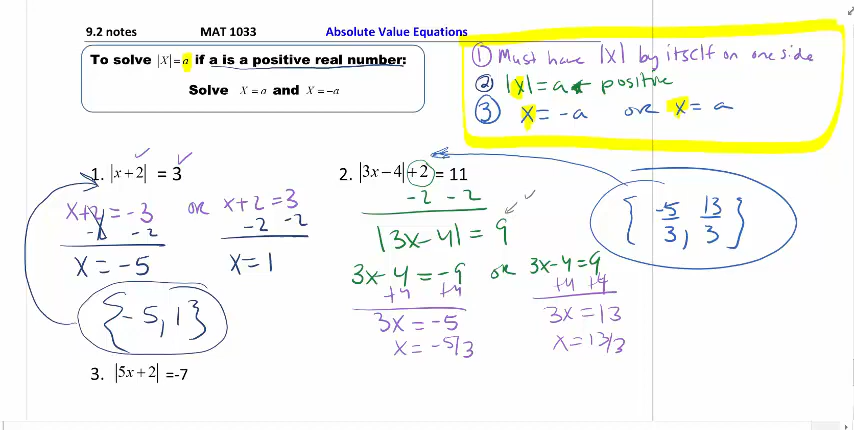 9.2 notes MAT 1033 Absolute Value Equations
To solve |X| = a if a is a positive real number:
Solve X = a and X = -a
① Must have |x| by itself on one side
② |x| = a ← positive
③ x = -a or x = a
1. |x + 2| = 3
x+2 = -3 or x+2 = 3
-2 -2 -2 -2
x = -5 x = 1
{-5, 1}
2. |3x - 4| + 2 = 11
-2 -2
|3x-4| = 9
3x-4 = -9 or 3x-4 = 9
+4 +4 +4 +4
3x = -5 3x = 13
x = -5/3 x = 13/3
{-5/3, 13/3}
3. |5x + 2| = -7